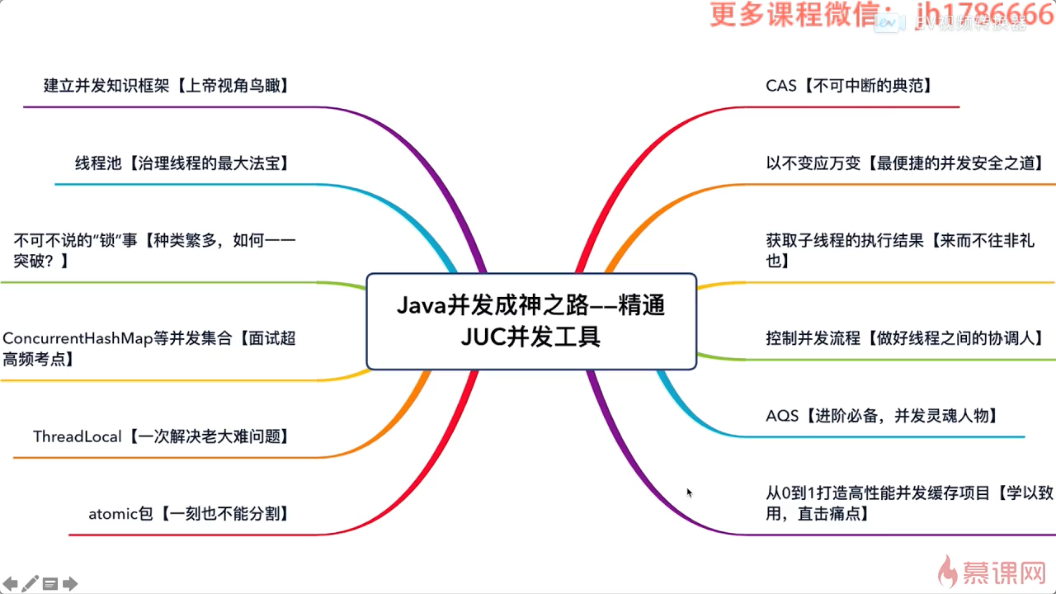 更多课程微信： jh1786666
EV视频转换器
建立并发知识框架【上帝视角鸟瞰】
线程池【治理线程的最大法宝】
不可不说的“锁”事【种类繁多，如何一一
突破？】
ConcurrentHashMap等并发集合【面试超
高频考点】
ThreadLocal【一次解决老大难问题】
atomic包【一刻也不能分割】
Java并发成神之路——精通
JUC并发工具
CAS【不可中断的典范】
以不变应万变【最便捷的并发安全之道】
获取子线程的执行结果【来而不往非礼
也】
控制并发流程【做好线程之间的协调人】
AQS【进阶必备，并发灵魂人物】
从0到1打造高性能并发缓存项目【学以致
用，直击痛点】
慕课网